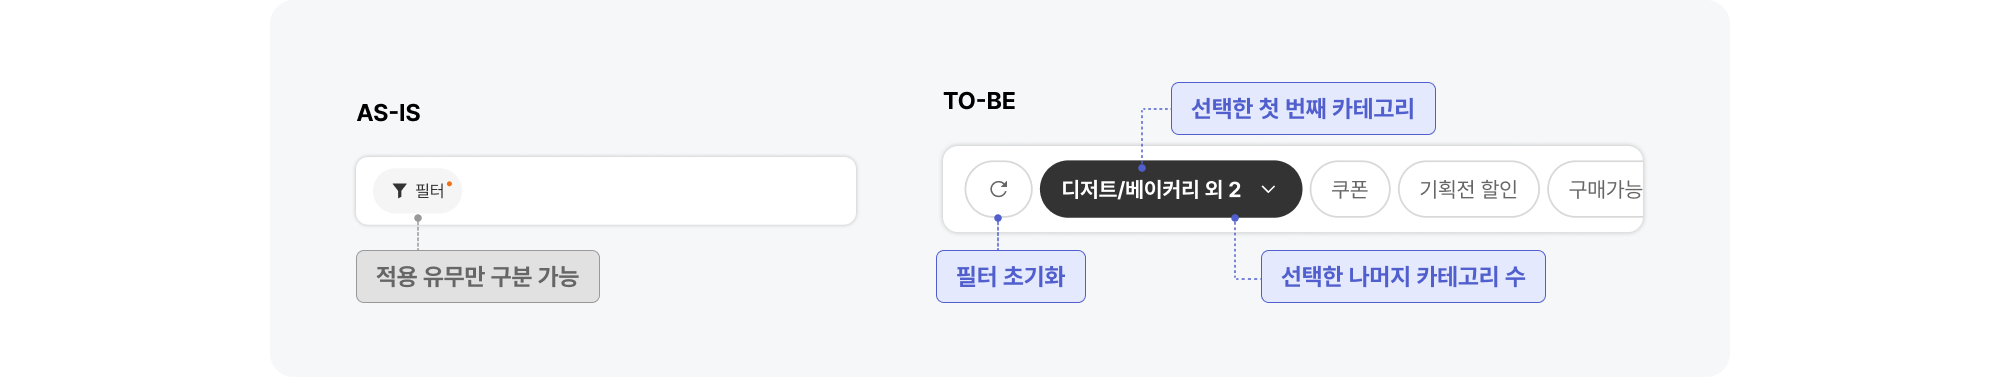 AS-IS
필터
적용 유무만 구분 가능
TO-BE
선택한 첫 번째 카테고리
디저트/베이커리 외 2
쿠폰
기획전 할인
구매가능
필터 초기화
선택한 나머지 카테고리 수